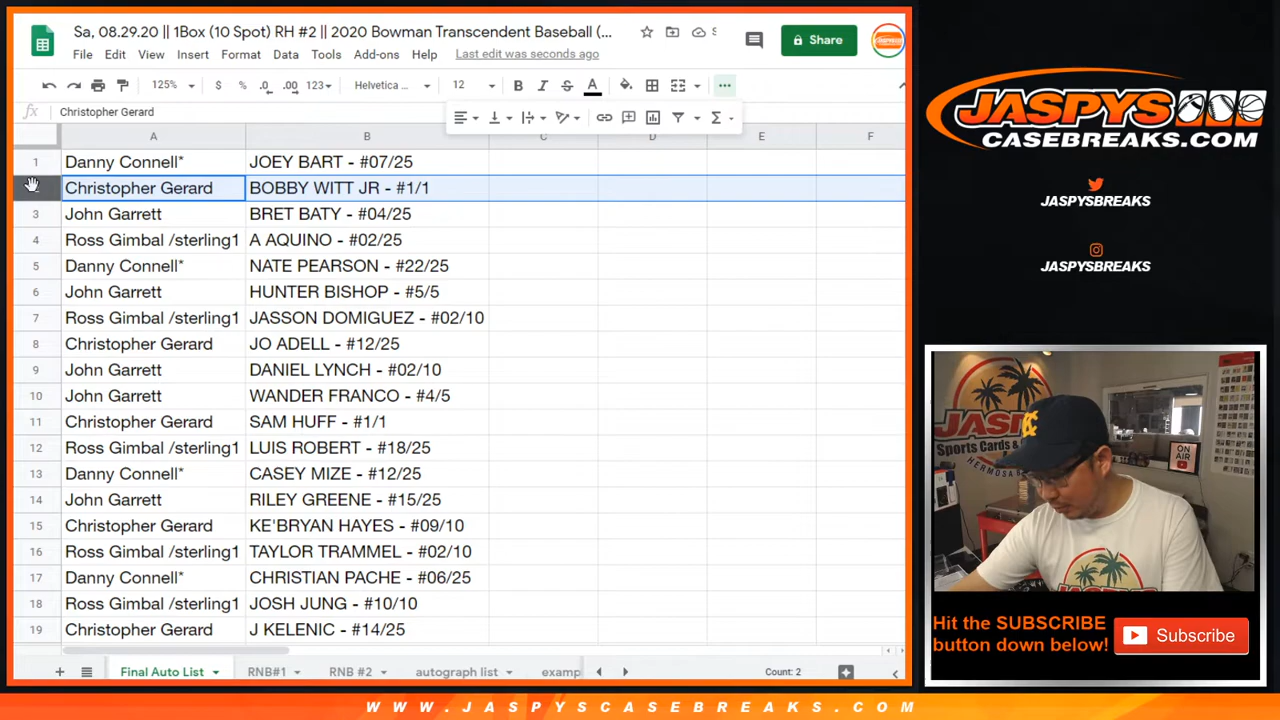 Sa, 08.29.20 || 1Box (10 Spot) RH #2 || 2020 Bowman Transcendent Baseball (...
File Edit View Insert Format Data Tools Add-ons Help Last edit was seconds ago
Share
125% $ % .0 .00 123 Helvetica ... 12 B I S A
fx Christopher Gerard
A B C D E F
1 Danny Connell* JOEY BART - #07/25
Christopher Gerard BOBBY WITT JR - #1/1
3 John Garrett BRET BATY - #04/25
4 Ross Gimbal /sterling1 A AQUINO - #02/25
5 Danny Connell* NATE PEARSON - #22/25
6 John Garrett HUNTER BISHOP - #5/5
7 Ross Gimbal /sterling1 JASSON DOMIGUEZ - #02/10
8 Christopher Gerard JO ADELL - #12/25
9 John Garrett DANIEL LYNCH - #02/10
10 John Garrett WANDER FRANCO - #4/5
11 Christopher Gerard SAM HUFF - #1/1
12 Ross Gimbal /sterling1 LUIS ROBERT - #18/25
13 Danny Connell* CASEY MIZE - #12/25
14 John Garrett RILEY GREENE - #15/25
15 Christopher Gerard KE'BRYAN HAYES - #09/10
16 Ross Gimbal /sterling1 TAYLOR TRAMMEL - #02/10
17 Danny Connell* CHRISTIAN PACHE - #06/25
18 Ross Gimbal /sterling1 JOSH JUNG - #10/10
19 Christopher Gerard J KELENIC - #14/25
Final Auto List RNB#1 RNB #2 autograph list examp
Count: 2
JASPYS
CASEBREAKS.COM
JASPYSBREAKS
JASPYSBREAKS
JASPY
Sports Cards &
HERMOSA B
ON AIR
KC
Hit the SUBSCRIBE
button down below!
Subscribe
WWW.JASPYSCASEBREAKS.COM